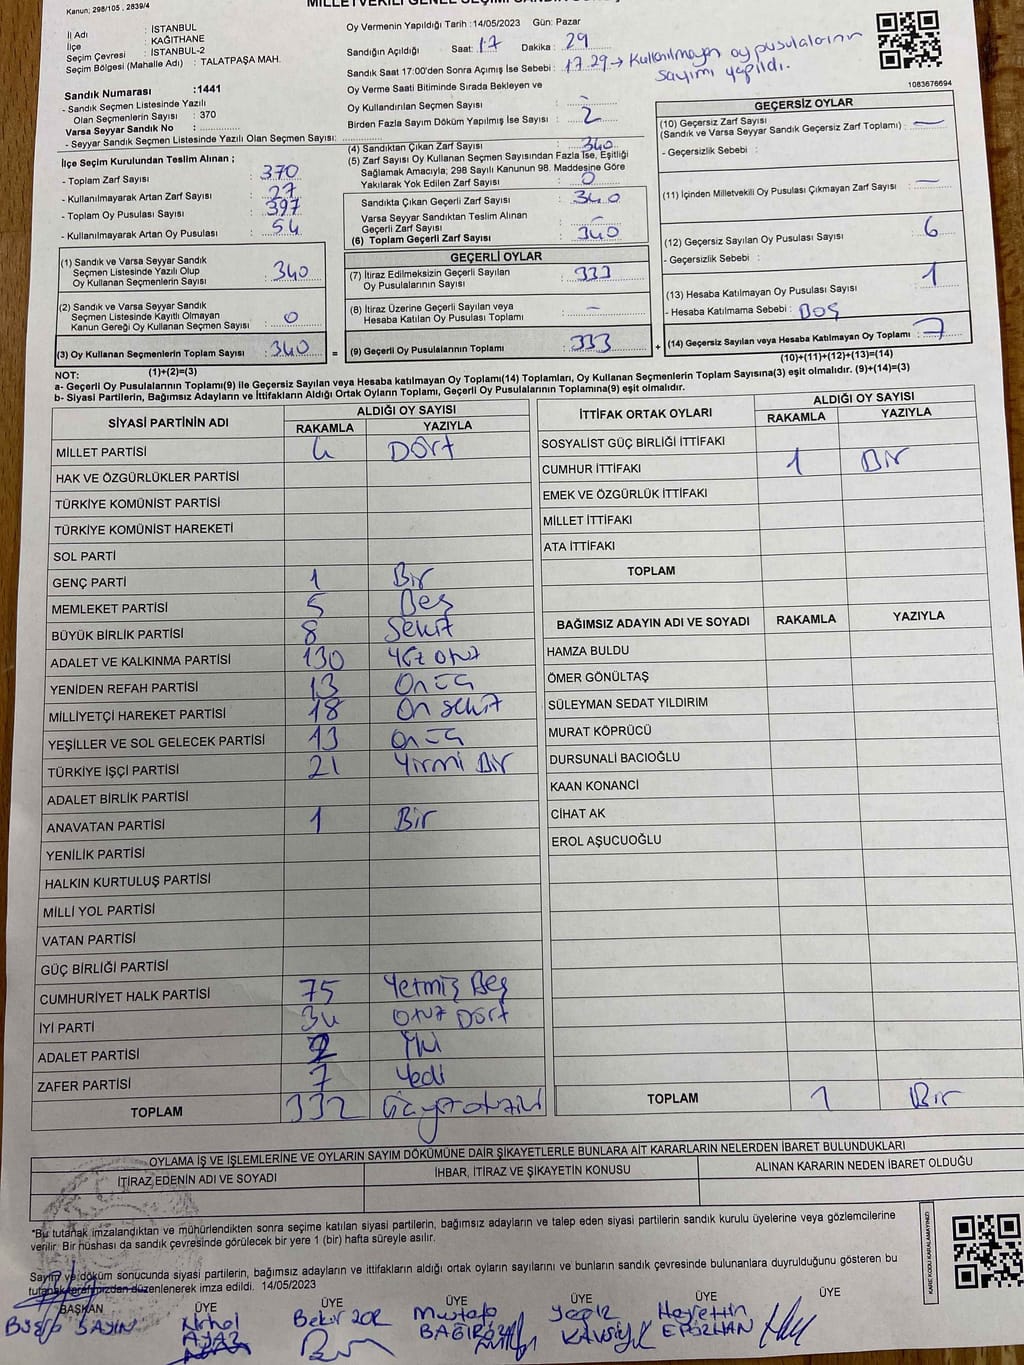 Kanun; 298/105 , 2839/4
İl Adı : İSTANBUL
İlçe : KAĞITHANE
Seçim Çevresi : İSTANBUL-2
Seçim Bölgesi (Mahalle Adı) : TALATPAŞA MAH.
Oy Vermenin Yapıldığı Tarih :14/05/2023 Gün: Pazar
Sandığın Açıldığı Saat: 17 Dakika : 29
Sandık Saat 17:00'den Sonra Açılmış İse Sebebi : 17.29 → Kullanılmayan oy pusulalarının
sayımı yapıldı.
1083676694
Sandık Numarası :1441
- Sandık Seçmen Listesinde Yazılı
Olan Seçmenlerin Sayısı : 370
Varsa Seyyar Sandık No :
- Seyyar Sandık Seçmen Listesinde Yazılı Olan Seçmen Sayısı:
Oy Verme Saati Bitiminde Sırada Bekleyen ve
Oy Kullandırılan Seçmen Sayısı : -
Birden Fazla Sayım Döküm Yapılmış İse Sayısı : 2
İlçe Seçim Kurulundan Teslim Alınan ;
- Toplam Zarf Sayısı : 370
- Kullanılmayarak Artan Zarf Sayısı : 27
- Toplam Oy Pusulası Sayısı : 397
- Kullanılmayarak Artan Oy Pusulası : 54
(4) Sandıktan Çıkan Zarf Sayısı : 340
(5) Zarf Sayısı Oy Kullanan Seçmen Sayısından Fazla İse, Eşitliği
Sağlamak Amacıyla; 298 Sayılı Kanunun 98. Maddesine Göre
Yakılarak Yok Edilen Zarf Sayısı : 0
Sandıkta Çıkan Geçerli Zarf Sayısı : 340
Varsa Seyyar Sandıktan Teslim Alınan
Geçerli Zarf Sayısı : -
(6) Toplam Geçerli Zarf Sayısı : 340
GEÇERSİZ OYLAR
(10) Geçersiz Zarf Sayısı
(Sandık ve Varsa Seyyar Sandık Geçersiz Zarf Toplamı) : -
- Geçersizlik Sebebi :
(11) İçinden Milletvekili Oy Pusulası Çıkmayan Zarf Sayısı : -
(12) Geçersiz Sayılan Oy Pusulası Sayısı : 6
- Geçersizlik Sebebi :
(13) Hesaba Katılmayan Oy Pusulası Sayısı : 1
- Hesaba Katılmama Sebebi : Boş
(14) Geçersiz Sayılan veya Hesaba Katılmayan Oy Toplamı : 7
(10)+(11)+(12)+(13)=(14)
(1) Sandık ve Varsa Seyyar Sandık
Seçmen Listesinde Yazılı Olup
Oy Kullanan Seçmenlerin Sayısı : 340
(2) Sandık ve Varsa Seyyar Sandık
Seçmen Listesinde Kayıtlı Olmayan
Kanun Gereği Oy Kullanan Seçmen Sayısı : 0
(3) Oy Kullanan Seçmenlerin Toplam Sayısı : 340
=
GEÇERLİ OYLAR
(7) İtiraz Edilmeksizin Geçerli Sayılan
Oy Pusulalarının Sayısı : 333
(8) İtiraz Üzerine Geçerli Sayılan veya
Hesaba Katılan Oy Pusulası Toplamı : -
(9) Geçerli Oy Pusulalarının Toplamı : 333
+
NOT: (1)+(2)=(3)
a- Geçerli Oy Pusulalarının Toplamı(9) ile Geçersiz Sayılan veya Hesaba katılmayan Oy Toplamı(14) Toplamları, Oy Kullanan Seçmenlerin Toplam Sayısına(3) eşit olmalıdır. (9)+(14)=(3)
b- Siyasi Partilerin, Bağımsız Adayların ve İttifakların Aldığı Ortak Oyların Toplamı, Geçerli Oy Pusulalarının Toplamına(9) eşit olmalıdır.
SİYASİ PARTİNİN ADI ALDIĞI OY SAYISI
RAKAMLA YAZIYLA
MİLLET PARTİSİ 4 Dört
HAK VE ÖZGÜRLÜKLER PARTİSİ
TÜRKİYE KOMÜNİST PARTİSİ
TÜRKİYE KOMÜNİST HAREKETİ
SOL PARTİ
GENÇ PARTİ 1 Bir
MEMLEKET PARTİSİ 5 Beş
BÜYÜK BİRLİK PARTİSİ 8 Sekiz
ADALET VE KALKINMA PARTİSİ 130 Yüz otuz
YENİDEN REFAH PARTİSİ 13 On üç
MİLLİYETÇİ HAREKET PARTİSİ 18 On sekiz
YEŞİLLER VE SOL GELECEK PARTİSİ 13 On üç
TÜRKİYE İŞÇİ PARTİSİ 21 Yirmi Bir
ADALET BİRLİK PARTİSİ
ANAVATAN PARTİSİ 1 Bir
YENİLİK PARTİSİ
HALKIN KURTULUŞ PARTİSİ
MİLLİ YOL PARTİSİ
VATAN PARTİSİ
GÜÇ BİRLİĞİ PARTİSİ
CUMHURİYET HALK PARTİSİ 75 Yetmiş Beş
İYİ PARTİ 34 Otuz Dört
ADALET PARTİSİ 2 İki
ZAFER PARTİSİ 7 Yedi
TOPLAM 332
İTTİFAK ORTAK OYLARI ALDIĞI OY SAYISI
RAKAMLA YAZIYLA
SOSYALİST GÜÇ BİRLİĞİ İTTİFAKI
CUMHUR İTTİFAKI 1 Bir
EMEK VE ÖZGÜRLÜK İTTİFAKI
MİLLET İTTİFAKI
ATA İTTİFAKI
TOPLAM
BAĞIMSIZ ADAYIN ADI VE SOYADI RAKAMLA YAZIYLA
HAMZA BULDU
ÖMER GÖNÜLTAŞ
SÜLEYMAN SEDAT YILDIRIM
MURAT KÖPRÜCÜ
DURSUNALİ BACIOĞLU
KAAN KONANCİ
CİHAT AK
EROL AŞUCUOĞLU
TOPLAM 1 Bir
OYLAMA İŞ VE İŞLEMLERİNE VE OYLARIN SAYIM DÖKÜMÜNE DAİR ŞİKAYETLERLE BUNLARA AİT KARARLARIN NELERDEN İBARET BULUNDUKLARI
İTİRAZ EDENİN ADI VE SOYADI İHBAR, İTİRAZ VE ŞİKAYETİN KONUSU ALINAN KARARIN NEDEN İBARET OLDUĞU
*Bu tutanak imzalandıktan ve mühürlendikten sonra seçime katılan siyasi partilerin, bağımsız adayların ve talep eden siyasi partilerin sandık kurulu üyelerine veya gözlemcilerine
verilir. Bir nüshası da sandık çevresinde görülecek bir yere 1 (bir) hafta süreyle asılır.
Sayım ve döküm sonucunda siyasi partilerin, bağımsız adayların ve ittifakların aldığı ortak oyların sayılarını ve bunların sandık çevresinde bulunanlara duyrulduğunu gösteren bu
tutanak tarafımızdan düzenlenerek imza edildi. 14/05/2023
KARE KODU KARALAMAYINIZ!
BAŞKAN ÜYE ÜYE ÜYE ÜYE ÜYE ÜYE
SAYIN AYAZ Bekir ZOR Mustafa Hayrettin